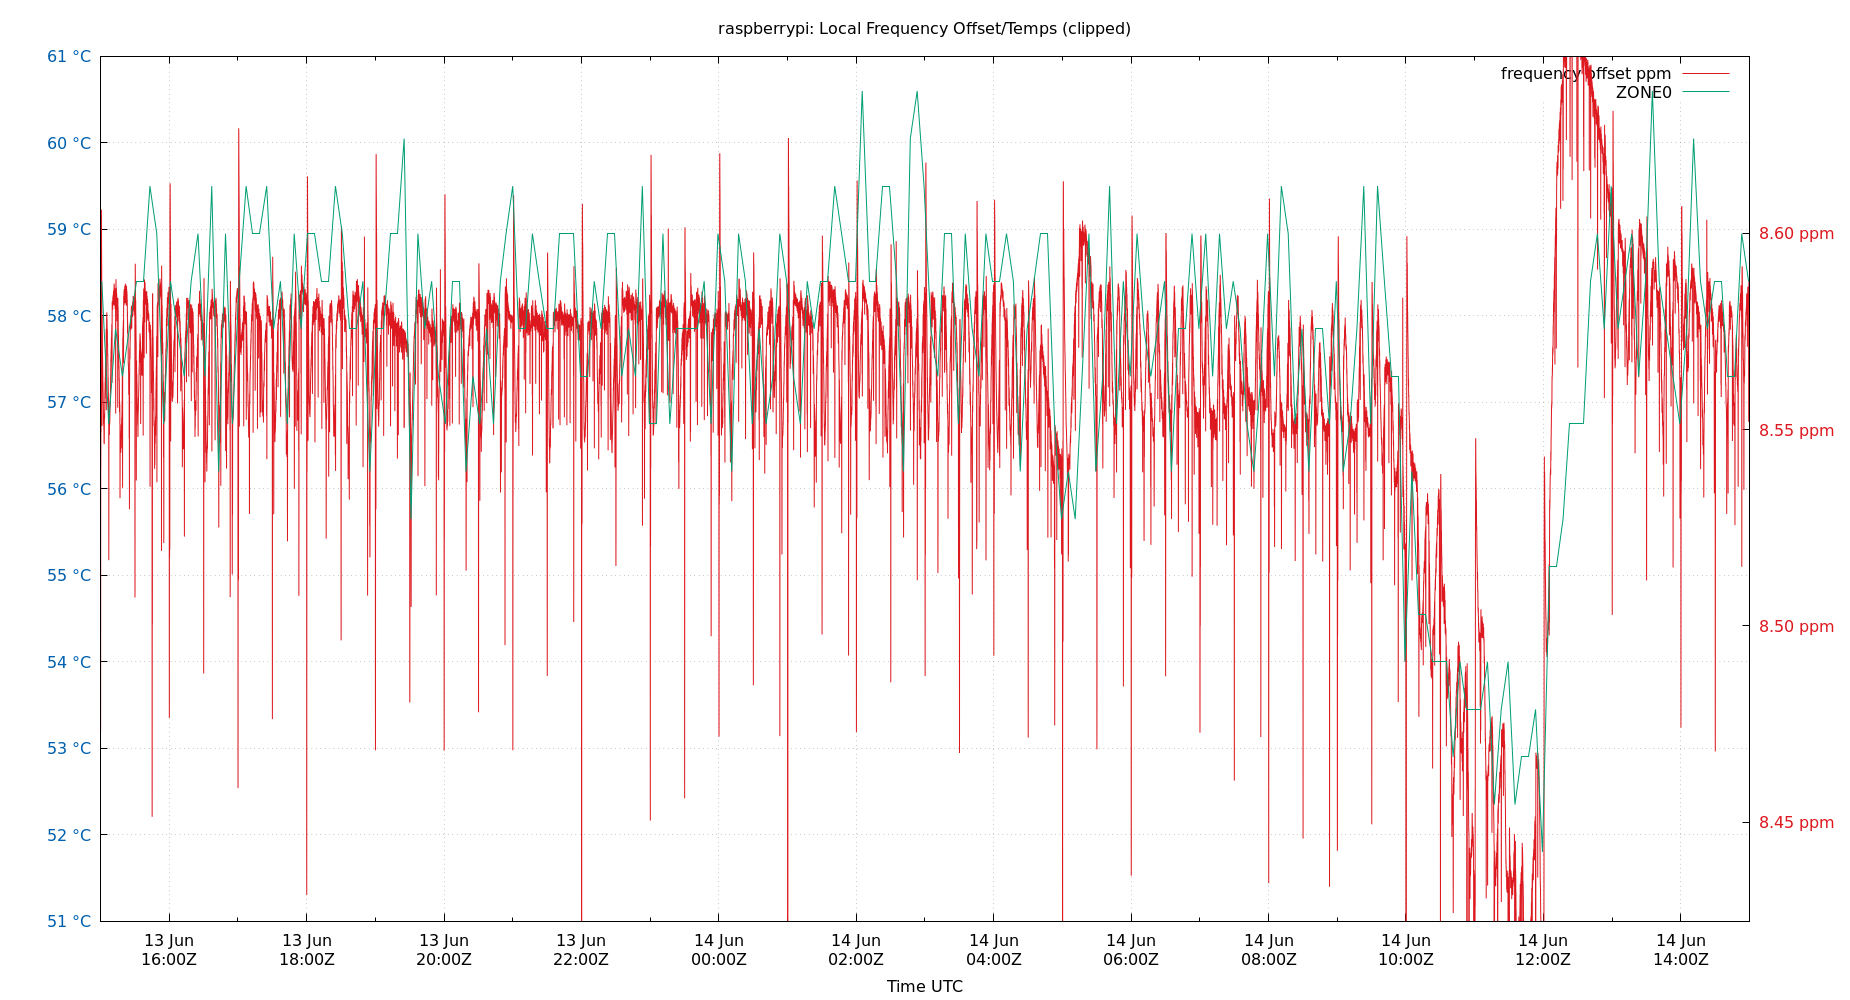 raspberrypi: Local Frequency Offset/Temps (clipped)
61 °C
60 °C
59 °C
58 °C
57 °C
56 °C
55 °C
54 °C
53 °C
52 °C
51 °C
frequency offset ppm
ZONE0
8.60 ppm
8.55 ppm
8.50 ppm
8.45 ppm
13 Jun 13 Jun 13 Jun 13 Jun 14 Jun 14 Jun 14 Jun 14 Jun 14 Jun 14 Jun 14 Jun 14 Jun
16:00Z 18:00Z 20:00Z 22:00Z 00:00Z 02:00Z 04:00Z 06:00Z 08:00Z 10:00Z 12:00Z 14:00Z
Time UTC